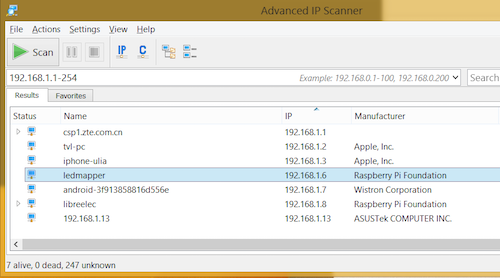 Advanced IP Scanner
File Actions Settings View Help
Scan IP C
192.168.1.1-254 Example: 192.168.0.1-100, 192.168.0.200 Search
Results Favorites
Status Name IP Manufacturer
csp1.zte.com.cn 192.168.1.1
tvl-pc 192.168.1.2 Apple, Inc.
iphone-ulia 192.168.1.3 Apple, Inc.
ledmapper 192.168.1.6 Raspberry Pi Foundation
android-3f913858816d556e 192.168.1.7 Wistron Corporation
libreelec 192.168.1.8 Raspberry Pi Foundation
192.168.1.13 192.168.1.13 ASUSTek COMPUTER INC.
7 alive, 0 dead, 247 unknown